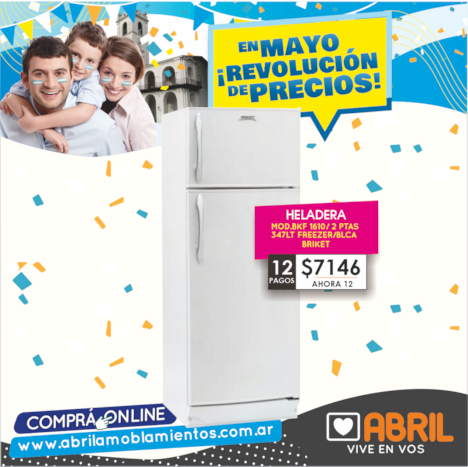 EN MAYO
¡REVOLUCIÓN
DE PRECIOS!
HELADERA
MOD.BKF 1610/ 2 PTAS
347LT FREEZER/BLCA
BRIKET
12
PAGOS
$7146
AHORA 12
COMPRÁ ONLINE
www.abrilamoblamientos.com.ar
ABRIL
VIVE EN VOS